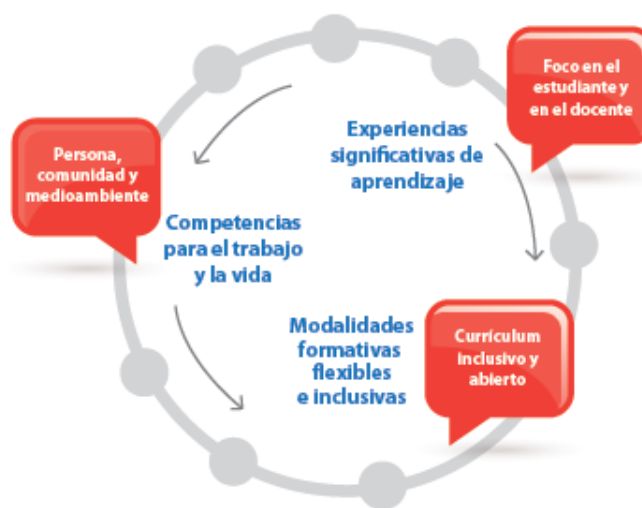 Foco en el
estudiante y
en el docente
Experiencias
significativas de
aprendizaje
Persona,
comunidad y
medioambiente
Competencias
para el trabajo
y la vida
Modalidades
formativas
flexibles
e inclusivas
Currículum
inclusivo y
abierto